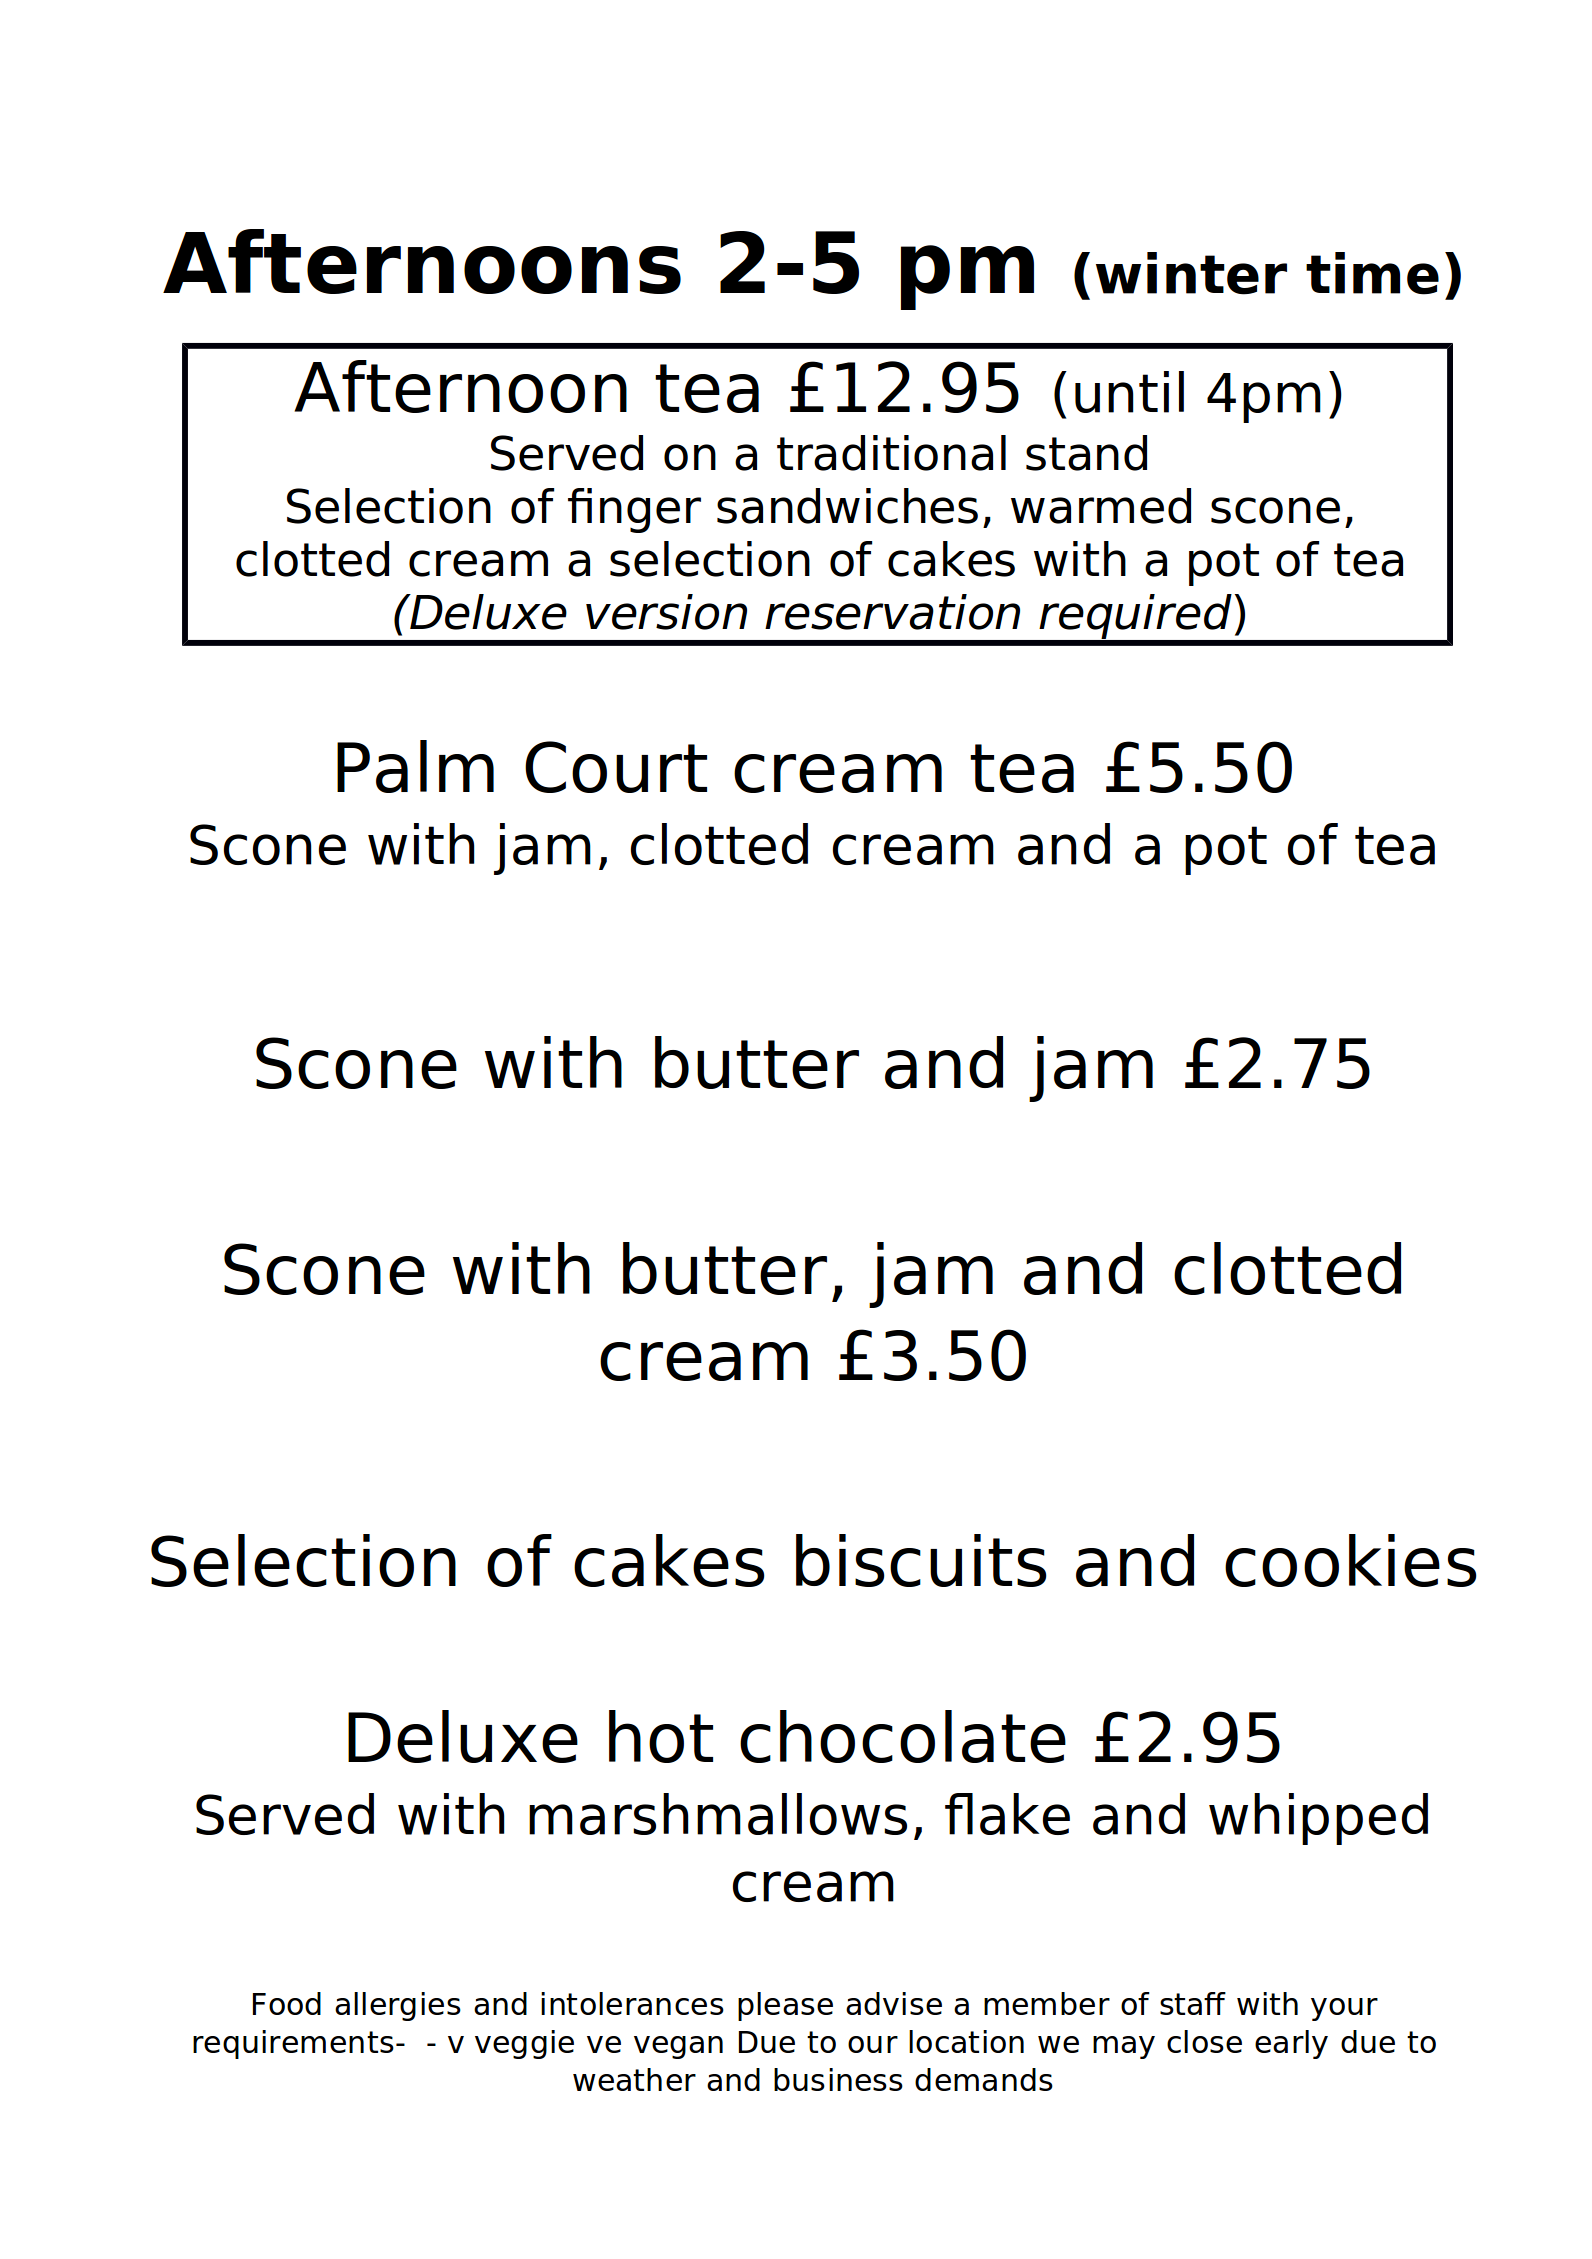 Afternoons 2-5 pm (winter time)
Afternoon tea £12.95 (until 4pm)
Served on a traditional stand
Selection of finger sandwiches, warmed scone,
clotted cream a selection of cakes with a pot of tea
(Deluxe version reservation required)
Palm Court cream tea £5.50
Scone with jam, clotted cream and a pot of tea
Scone with butter and jam £2.75
Scone with butter, jam and clotted
cream £3.50
Selection of cakes biscuits and cookies
Deluxe hot chocolate £2.95
Served with marshmallows, flake and whipped
cream
Food allergies and intolerances please advise a member of staff with your
requirements-  - v veggie ve vegan Due to our location we may close early due to
weather and business demands